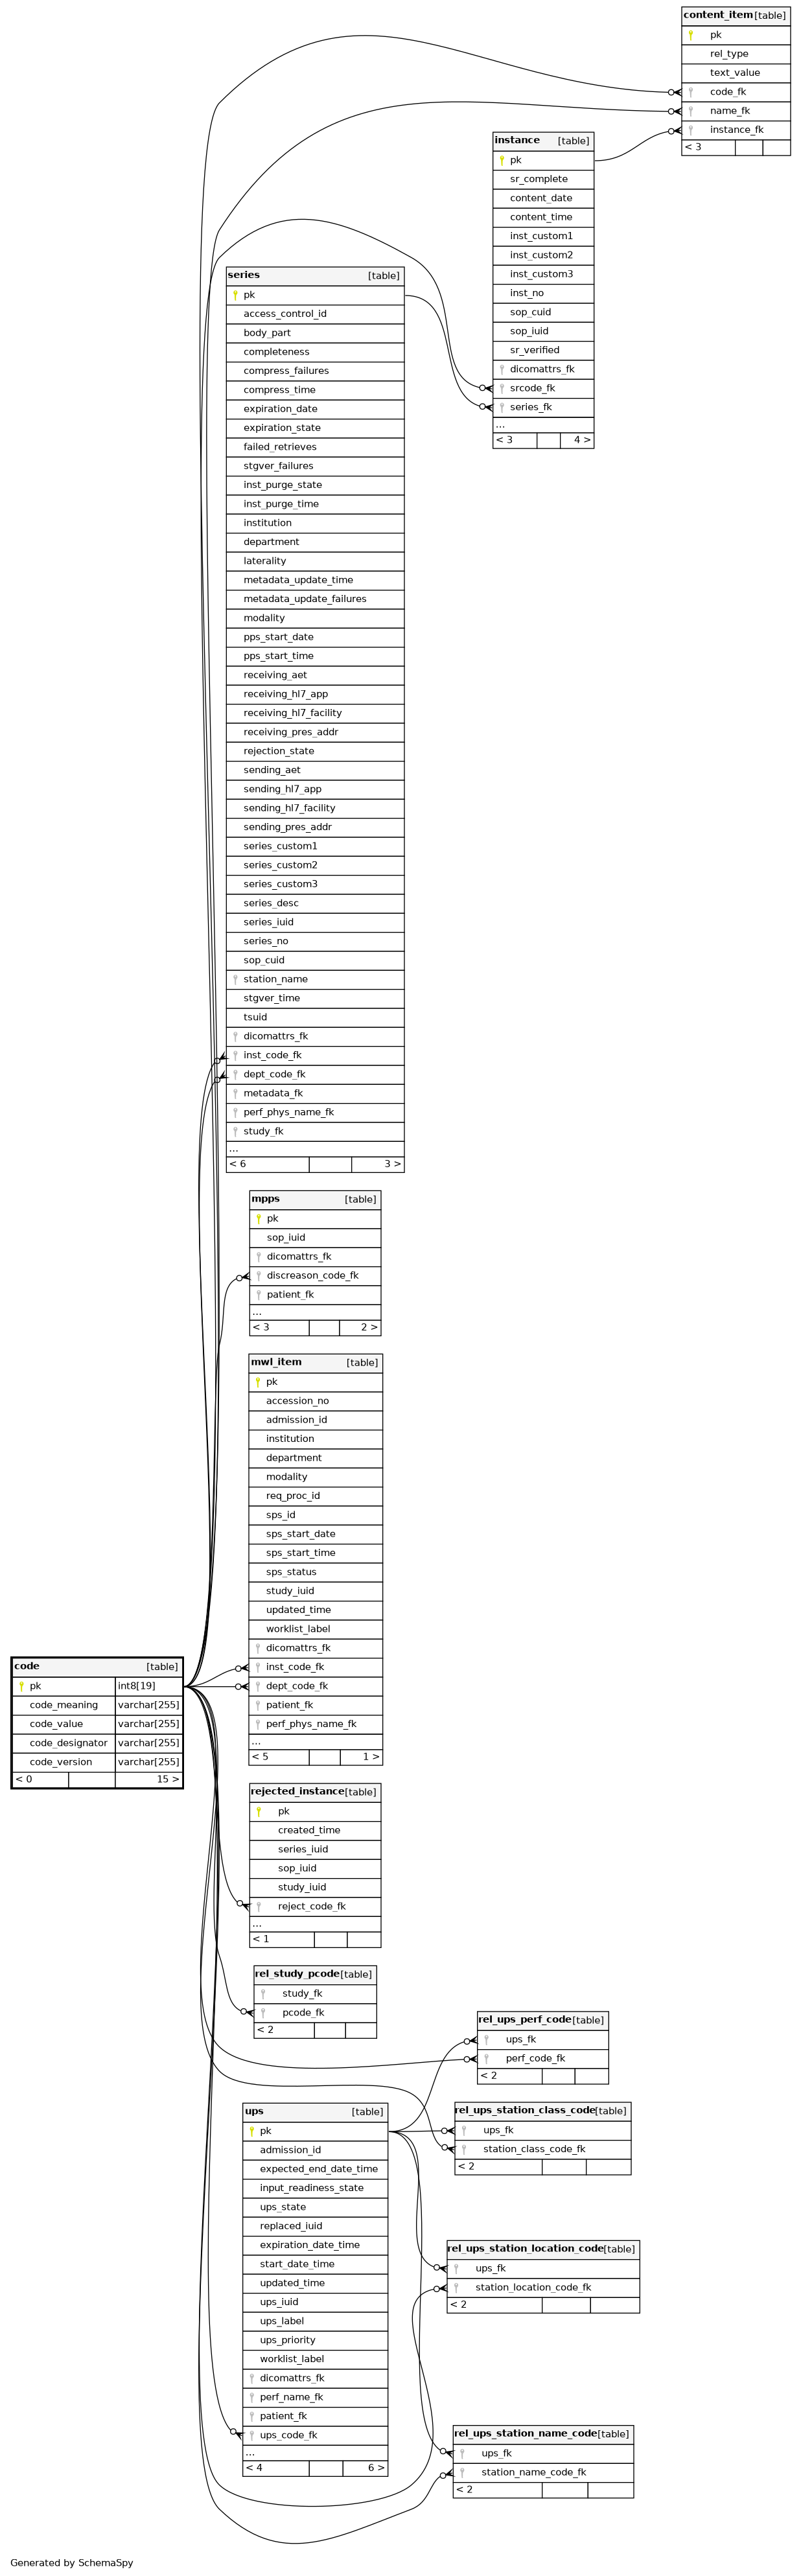 content_item [table]
pk
rel_type
text_value
code_fk
name_fk
instance_fk
< 3
instance [table]
pk
sr_complete
content_date
content_time
inst_custom1
inst_custom2
inst_custom3
inst_no
sop_cuid
sop_iuid
sr_verified
dicomattrs_fk
srcode_fk
series_fk
...
< 3 4 >
series [table]
pk
access_control_id
body_part
completeness
compress_failures
compress_time
expiration_date
expiration_state
failed_retrieves
stgver_failures
inst_purge_state
inst_purge_time
institution
department
laterality
metadata_update_time
metadata_update_failures
modality
pps_start_date
pps_start_time
receiving_aet
receiving_hl7_app
receiving_hl7_facility
receiving_pres_addr
rejection_state
sending_aet
sending_hl7_app
sending_hl7_facility
sending_pres_addr
series_custom1
series_custom2
series_custom3
series_desc
series_iuid
series_no
sop_cuid
station_name
stgver_time
tsuid
dicomattrs_fk
inst_code_fk
dept_code_fk
metadata_fk
perf_phys_name_fk
study_fk
...
< 6 3 >
mpps [table]
pk
sop_iuid
dicomattrs_fk
discreason_code_fk
patient_fk
...
< 3 2 >
mwl_item [table]
pk
accession_no
admission_id
institution
department
modality
req_proc_id
sps_id
sps_start_date
sps_start_time
sps_status
study_iuid
updated_time
worklist_label
dicomattrs_fk
inst_code_fk
dept_code_fk
patient_fk
perf_phys_name_fk
...
< 5 1 >
code [table]
pk int8[19]
code_meaning varchar[255]
code_value varchar[255]
code_designator varchar[255]
code_version varchar[255]
< 0 15 >
rejected_instance [table]
pk
created_time
series_iuid
sop_iuid
study_iuid
reject_code_fk
...
< 1
rel_study_pcode [table]
study_fk
pcode_fk
< 2
rel_ups_perf_code [table]
ups_fk
perf_code_fk
< 2
rel_ups_station_class_code [table]
ups_fk
station_class_code_fk
< 2
ups [table]
pk
admission_id
expected_end_date_time
input_readiness_state
ups_state
replaced_iuid
expiration_date_time
start_date_time
updated_time
ups_iuid
ups_label
ups_priority
worklist_label
dicomattrs_fk
perf_name_fk
patient_fk
ups_code_fk
...
< 4 6 >
rel_ups_station_location_code [table]
ups_fk
station_location_code_fk
< 2
rel_ups_station_name_code [table]
ups_fk
station_name_code_fk
< 2
Generated by SchemaSpy